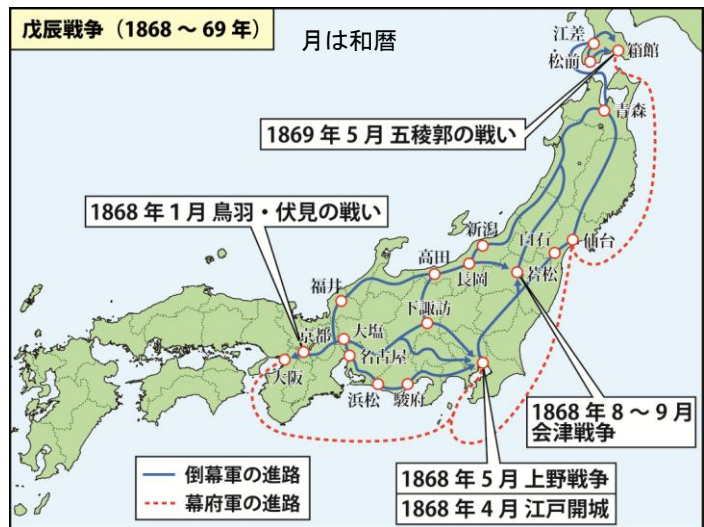 戊辰戦争（1868～69年）
月は和暦
江差
松前
箱館
青森
1869年5月 五稜郭の戦い
1868年1月 鳥羽・伏見の戦い
新潟
白石
仙台
高田
長岡
若松
福井
下諏訪
京都
大塩
名古屋
大阪
浜松
駿府
1868年8～9月
会津戦争
1868年5月 上野戦争
1868年4月 江戸開城
倒幕軍の進路
幕府軍の進路